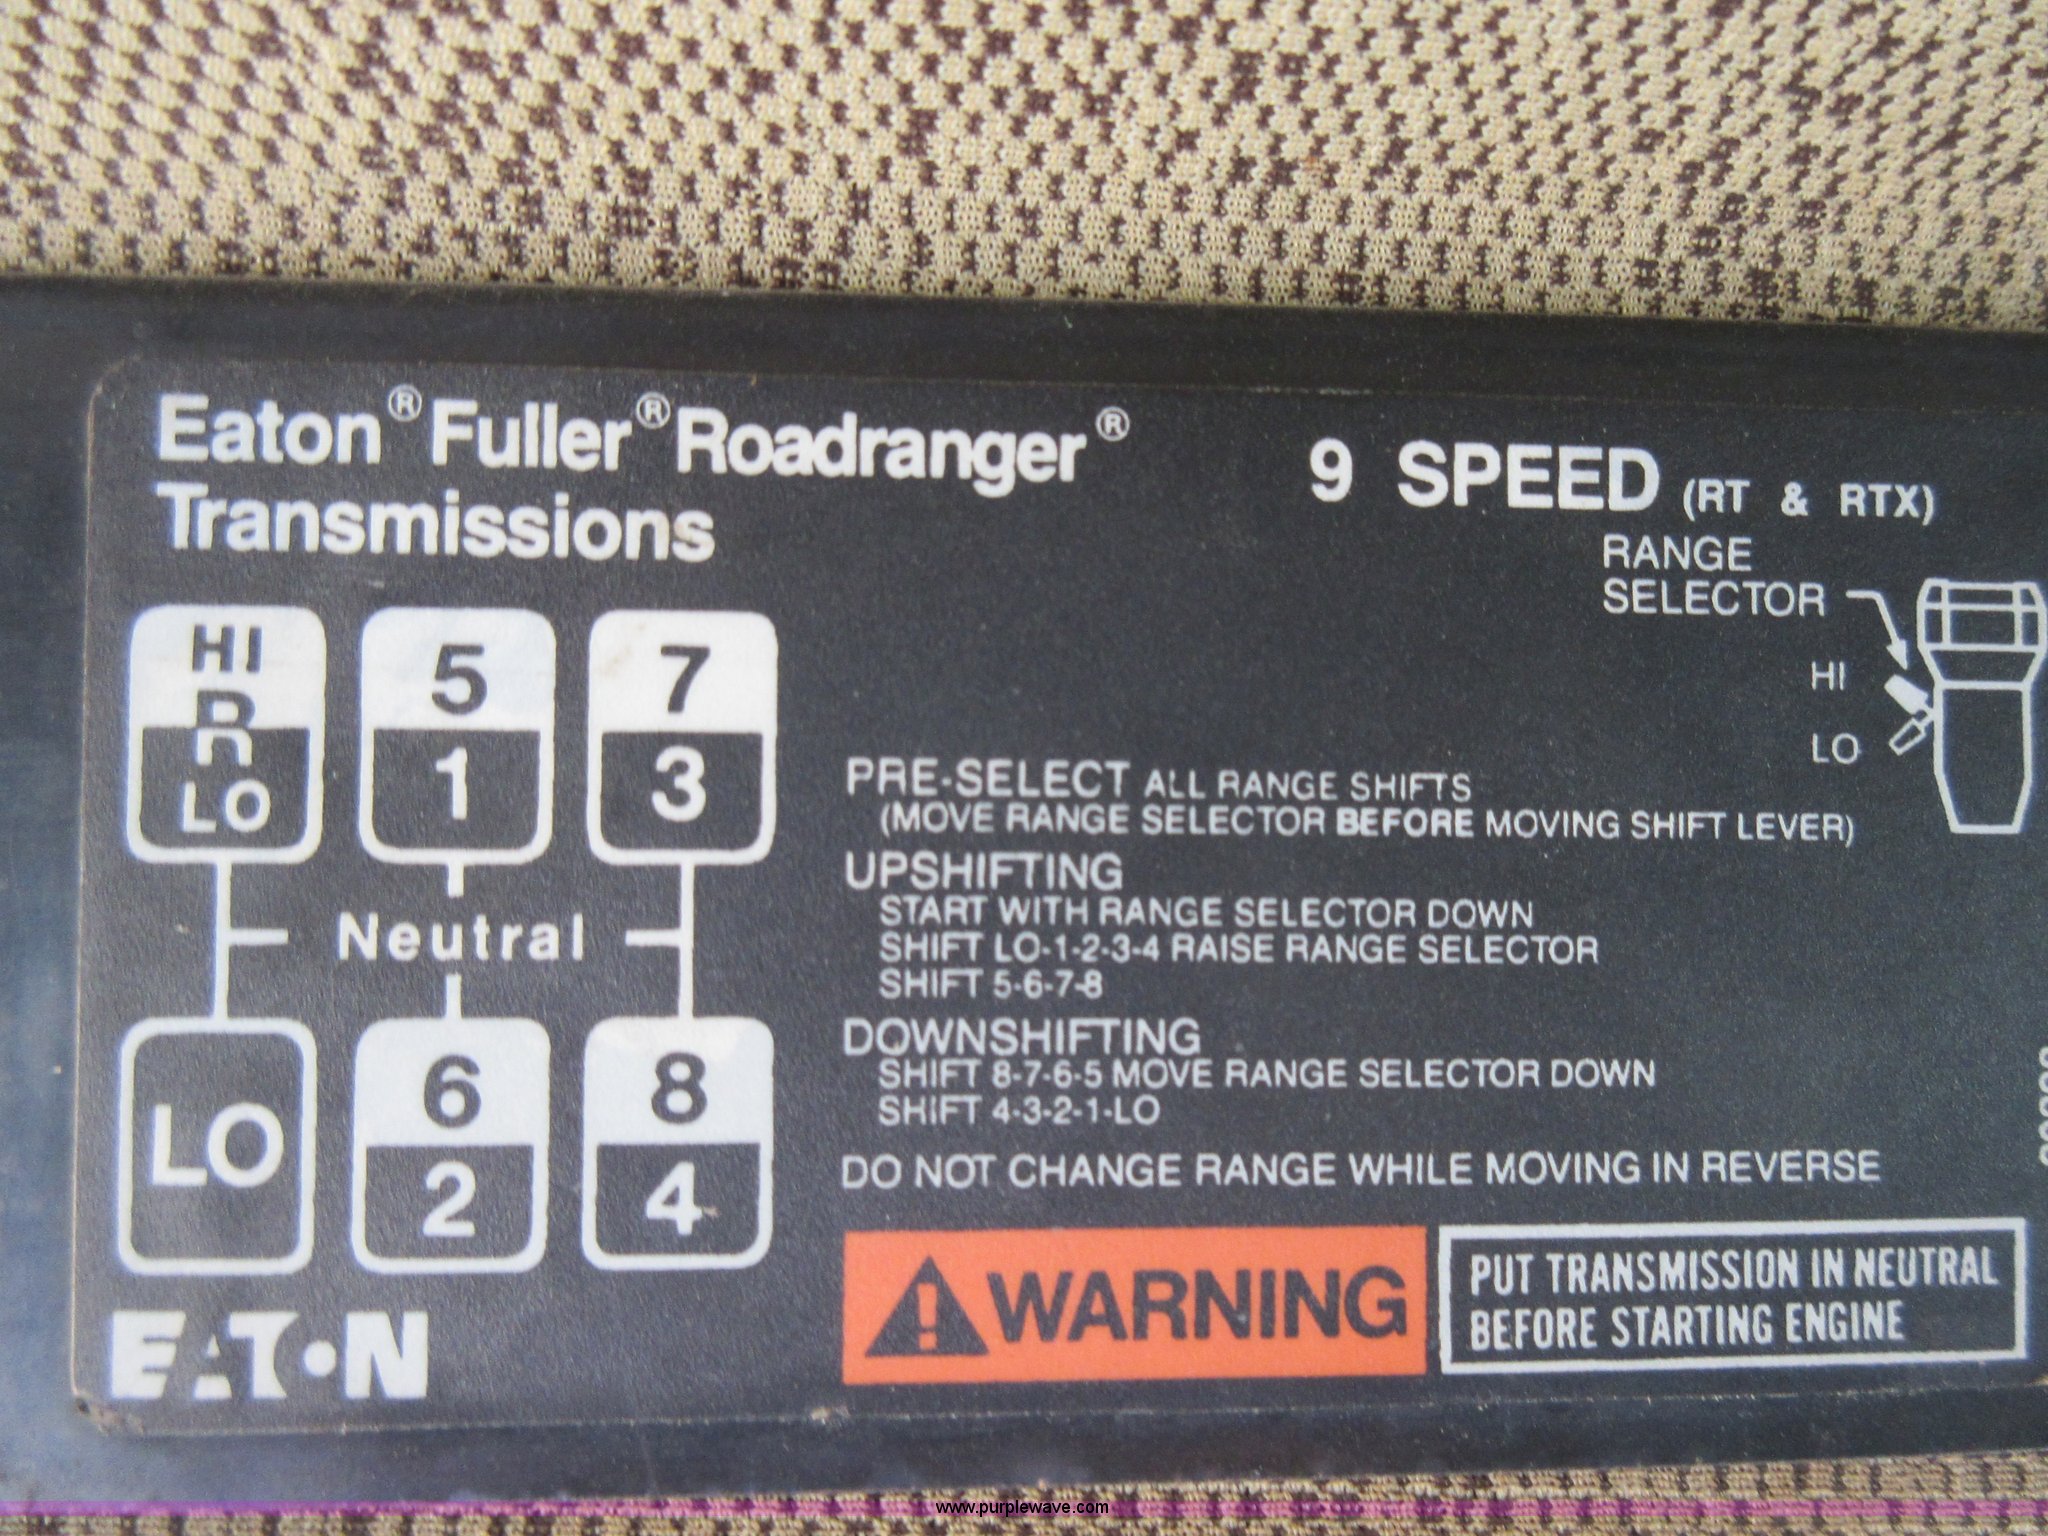 Eaton® Fuller® Roadranger®
Transmissions
9 SPEED (RT & RTX)
RANGE
SELECTOR
HI
LO
HI
R
LO
5
1
7
3
Neutral
LO
6
2
8
4
PRE-SELECT ALL RANGE SHIFTS
(MOVE RANGE SELECTOR BEFORE MOVING SHIFT LEVER)
UPSHIFTING
START WITH RANGE SELECTOR DOWN
SHIFT LO-1-2-3-4 RAISE RANGE SELECTOR
SHIFT 5-6-7-8
DOWNSHIFTING
SHIFT 8-7-6-5 MOVE RANGE SELECTOR DOWN
SHIFT 4-3-2-1-LO
DO NOT CHANGE RANGE WHILE MOVING IN REVERSE
WARNING
PUT TRANSMISSION IN NEUTRAL
BEFORE STARTING ENGINE
EATON
www.purplewave.com